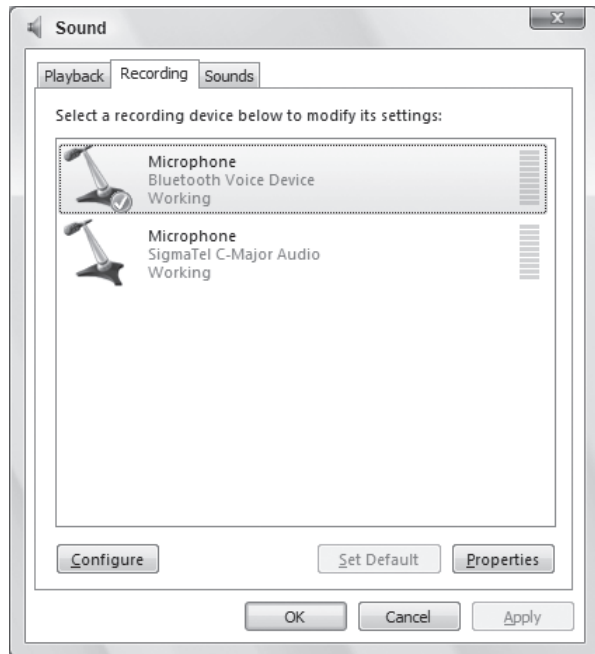 Sound
Playback Recording Sounds
Select a recording device below to modify its settings:
Microphone
Bluetooth Voice Device
Working
Microphone
SigmaTel C-Major Audio
Working
Configure Set Default Properties
OK Cancel Apply